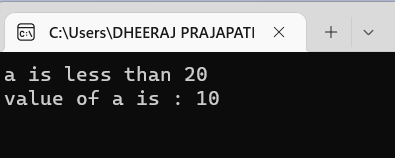 C:\Users\DHEERAJ PRAJAPATI
a is less than 20
value of a is : 10